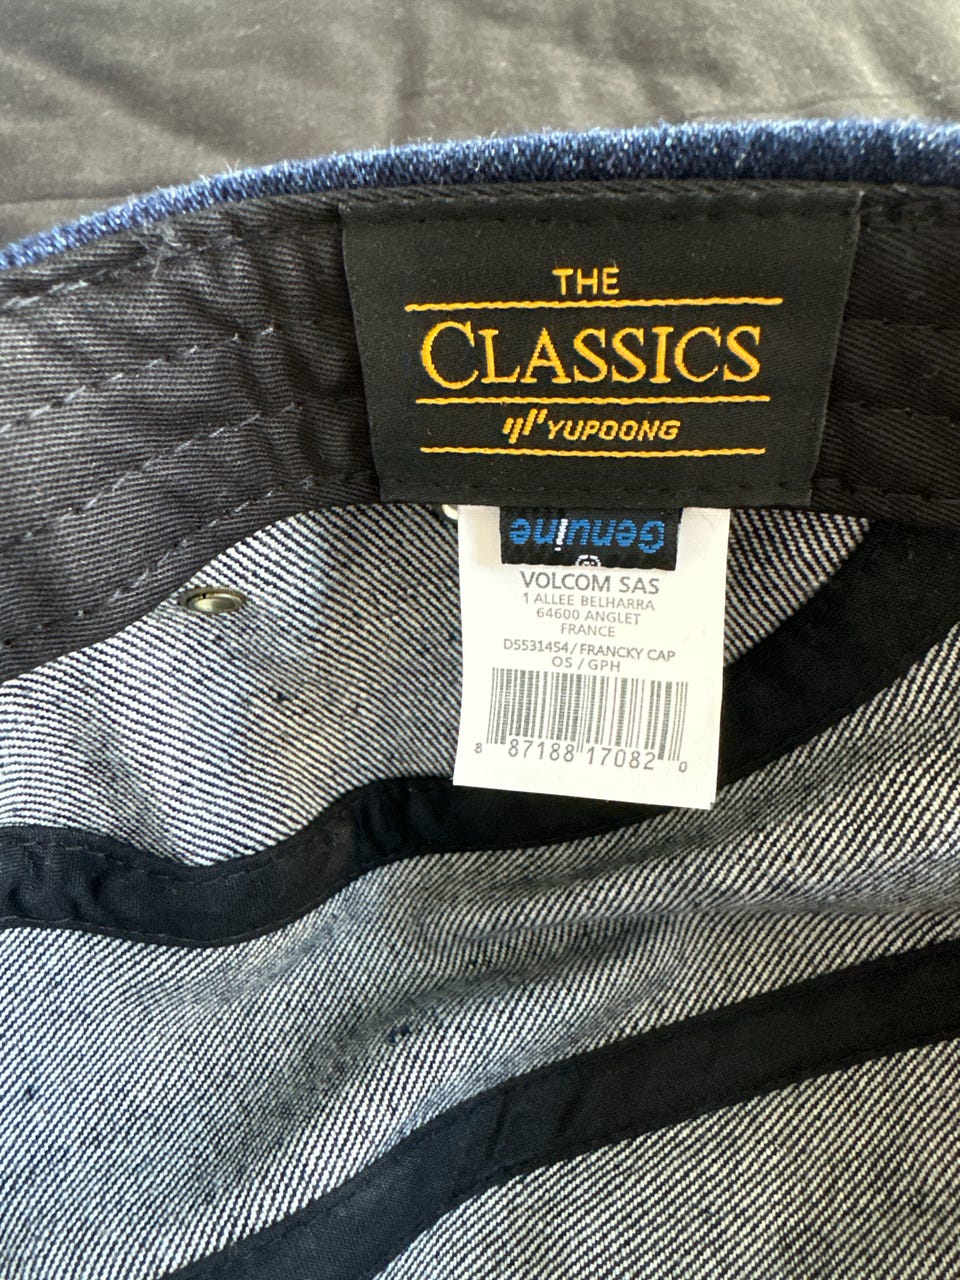 THE
CLASSICS
YUPOONG
Genuine
®
VOLCOM SAS
1 ALLEE BELHARRA
64600 ANGLET
FRANCE
D5531454/FRANCKY CAP
OS/GPH
8 87188 17082 0